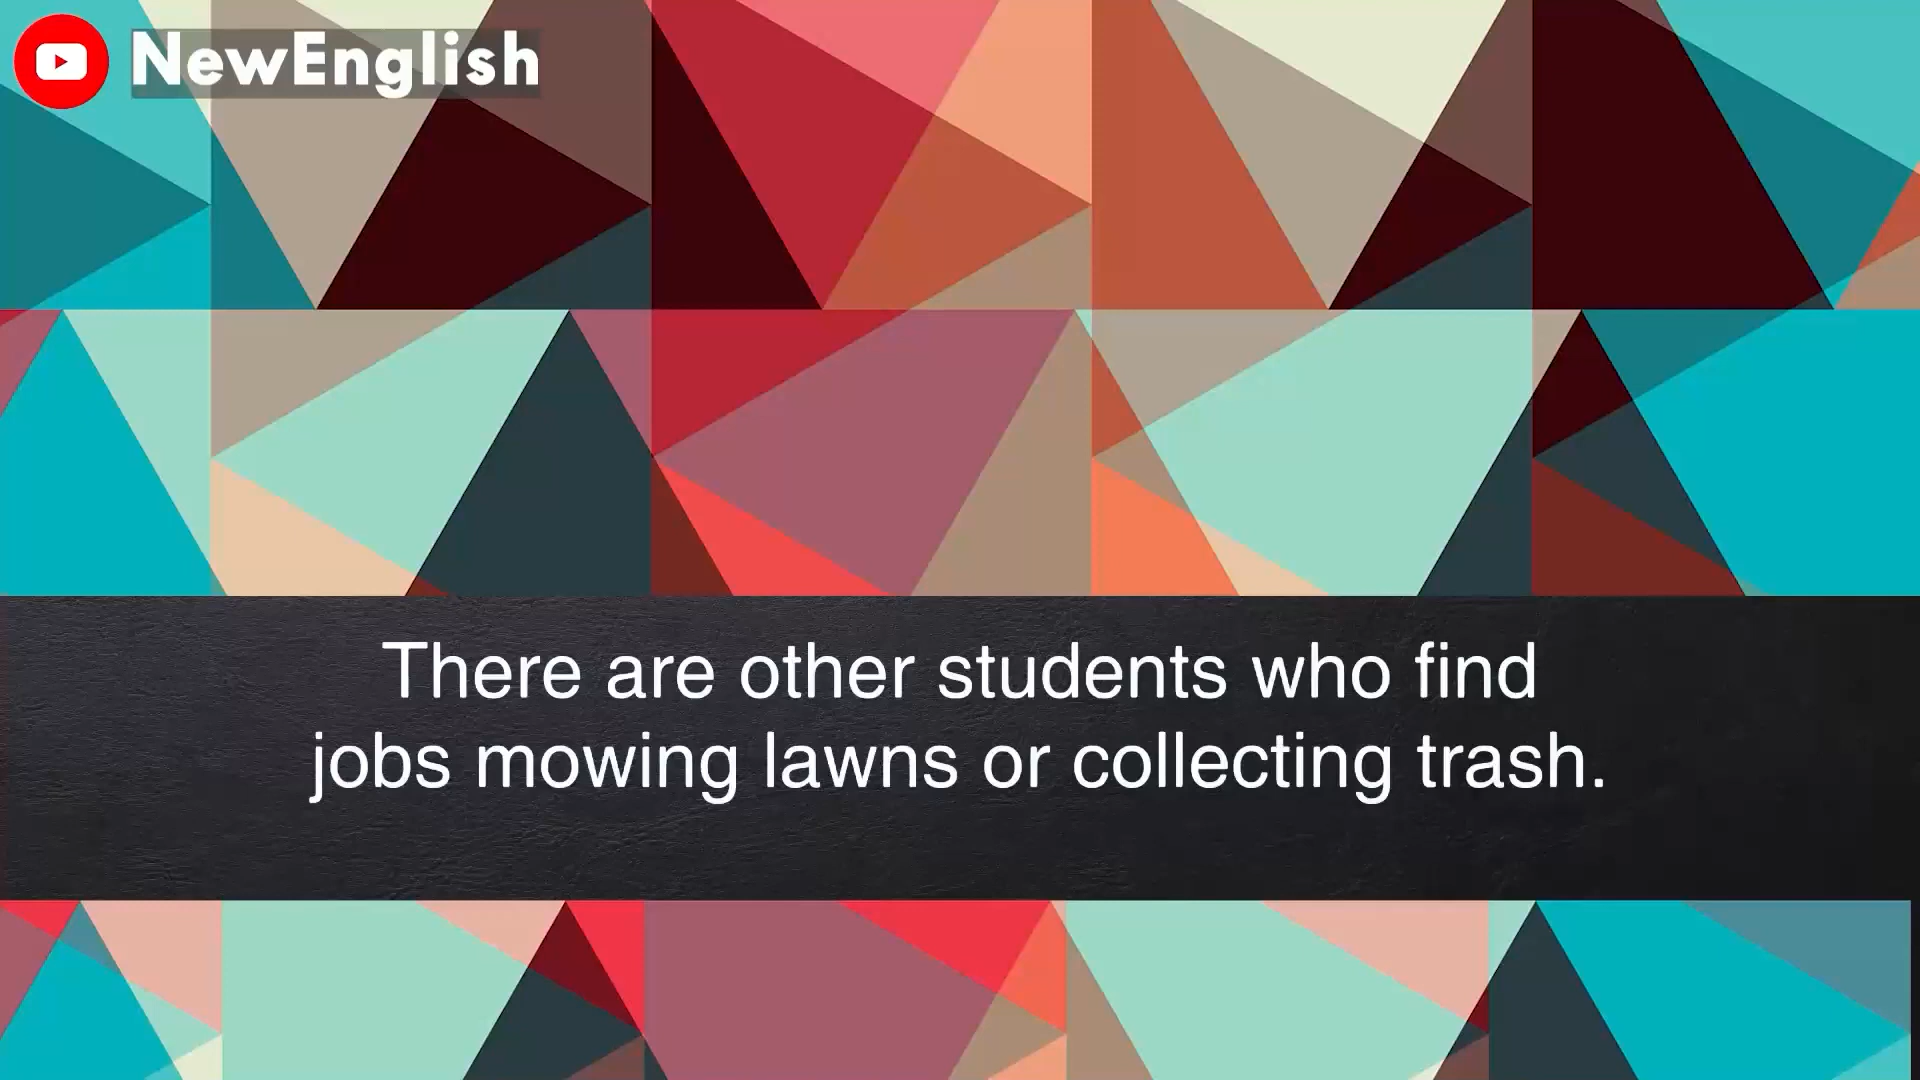 NewEnglish
There are other students who find
jobs mowing lawns or collecting trash.